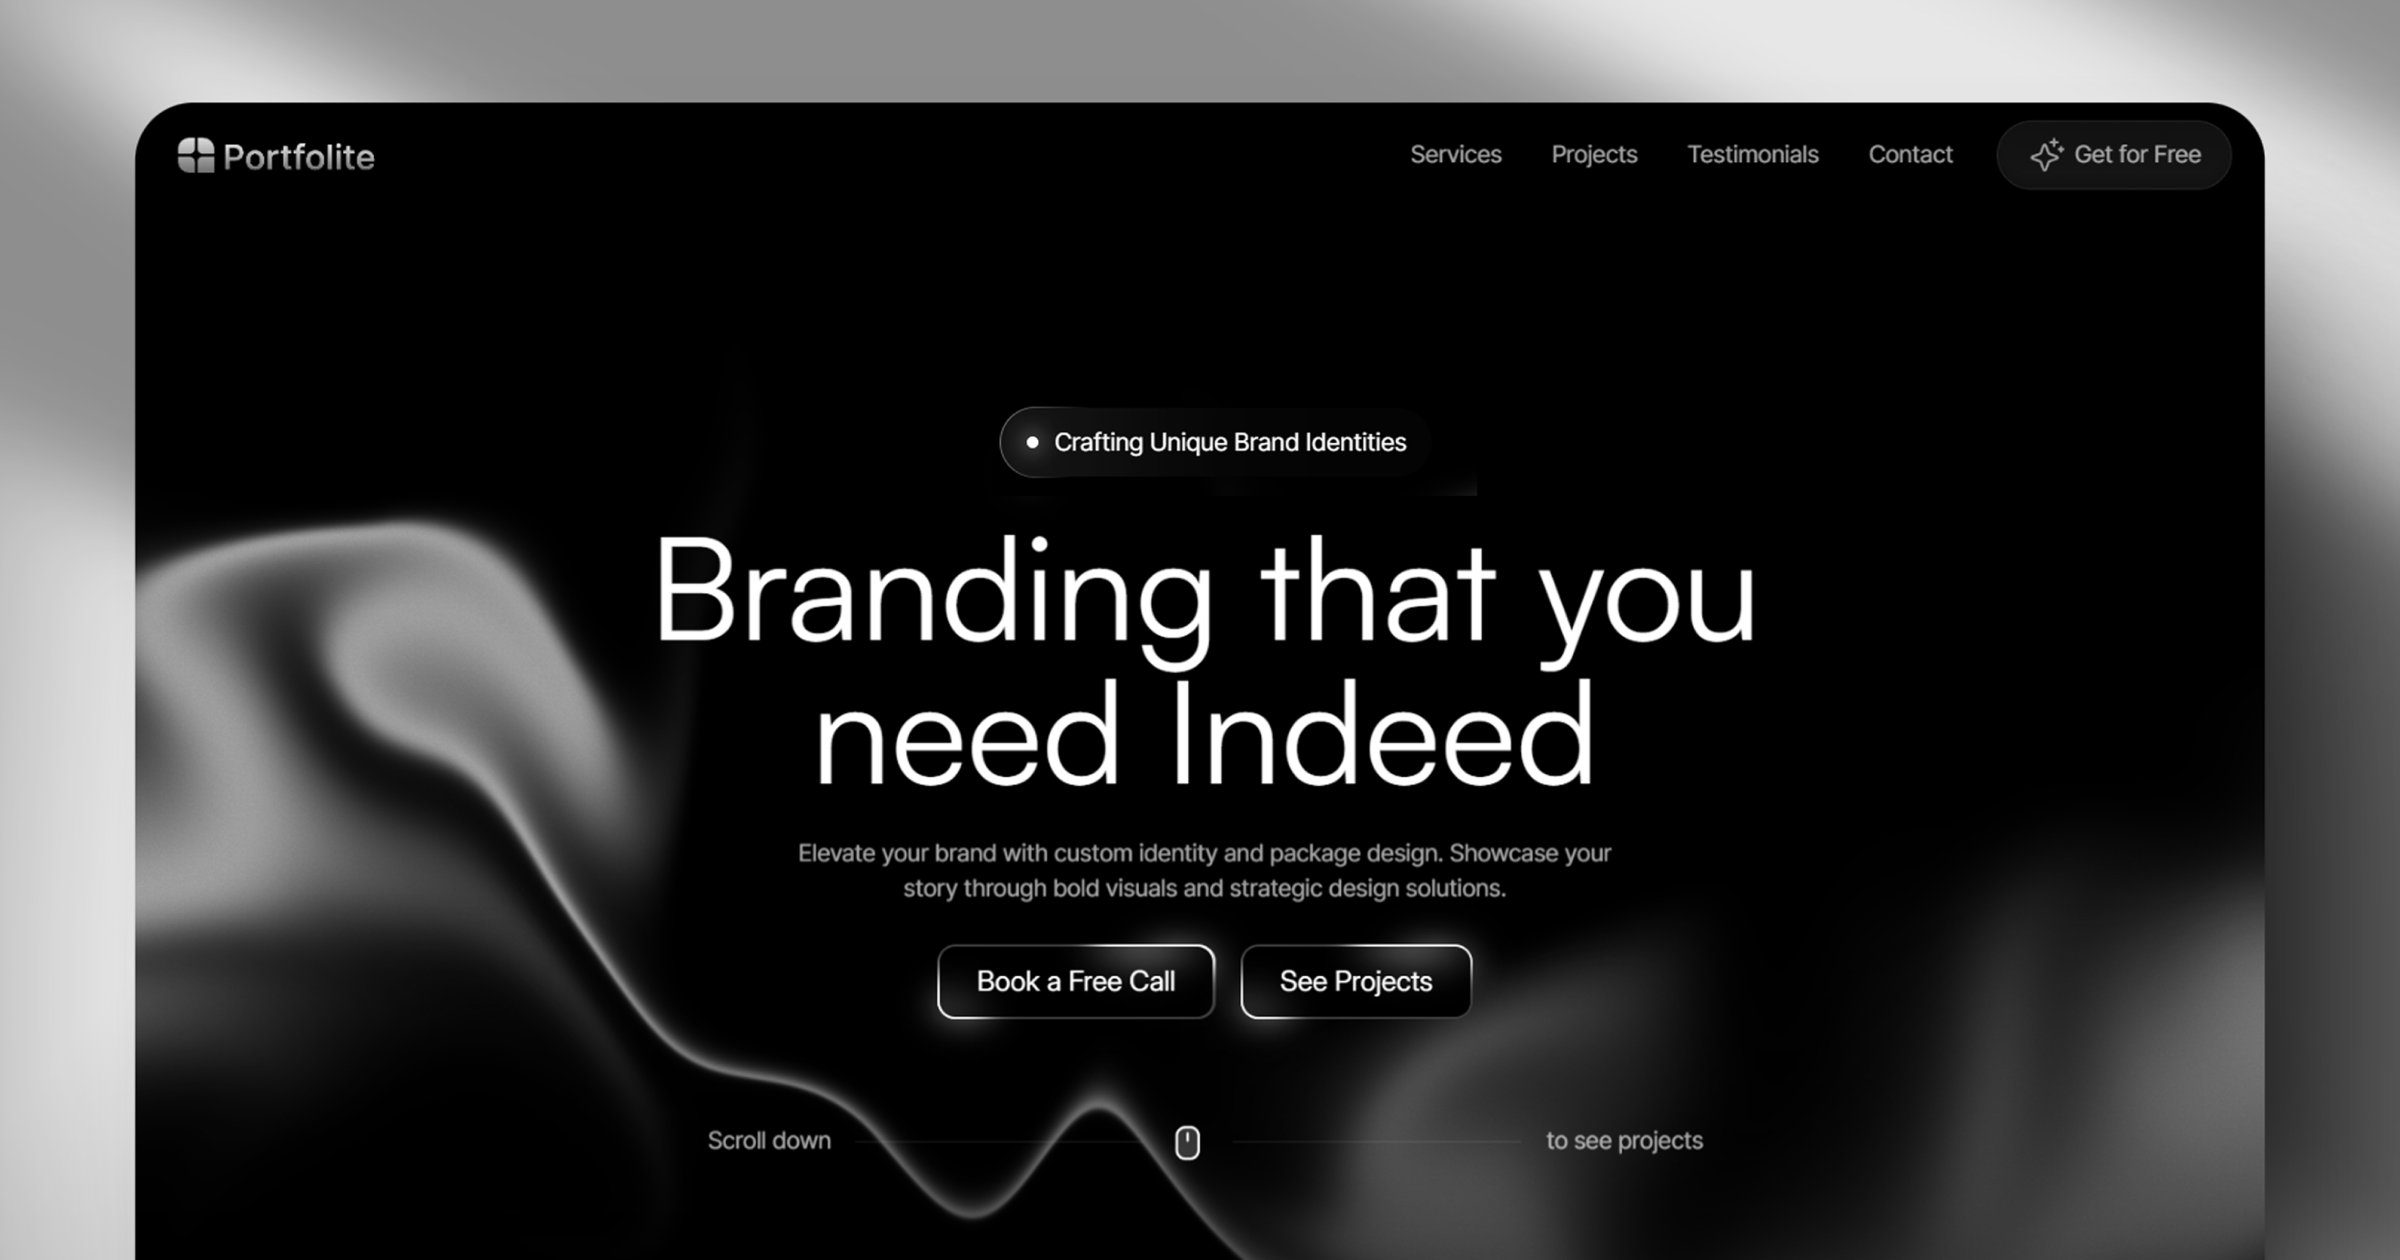 Portfolite
Services
Projects
Testimonials
Contact
Get for Free
Crafting Unique Brand Identities
Branding that you
need Indeed
Elevate your brand with custom identity and package design. Showcase your
story through bold visuals and strategic design solutions.
Book a Free Call
See Projects
Scroll down
to see projects